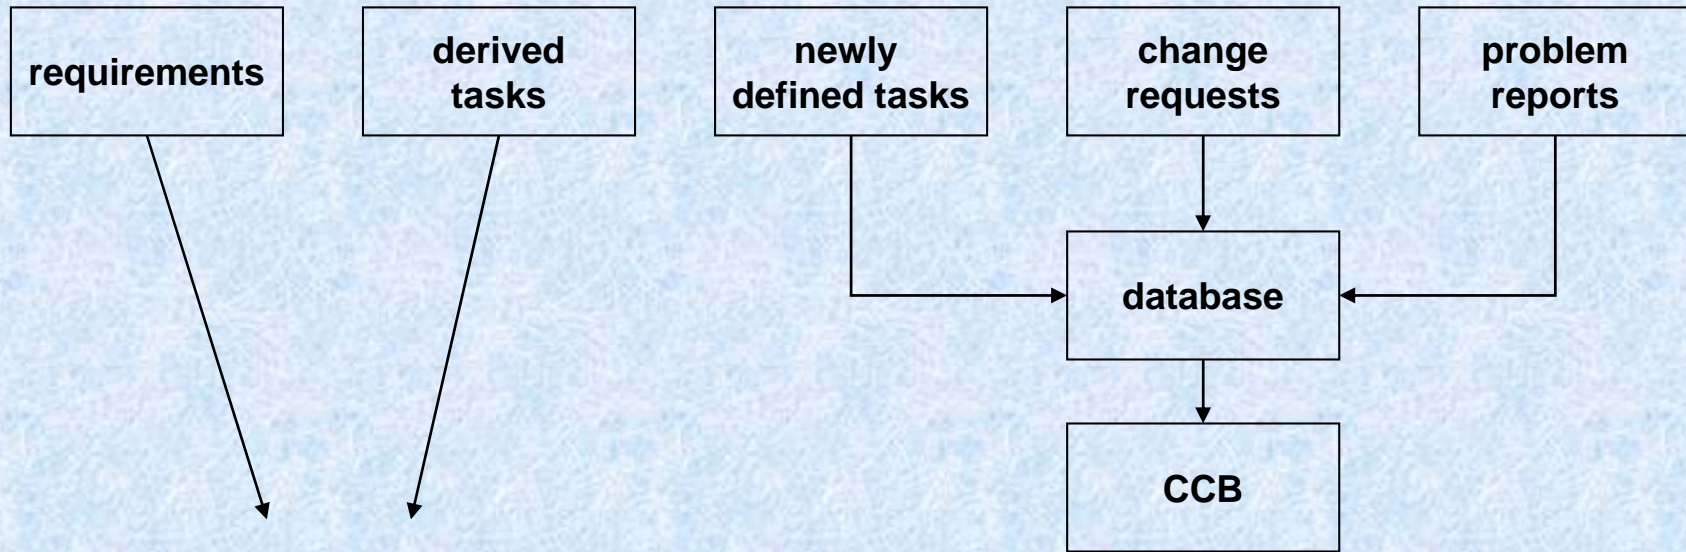 requirements
derived
tasks
newly
defined tasks
change
requests
problem
reports
database
CCB